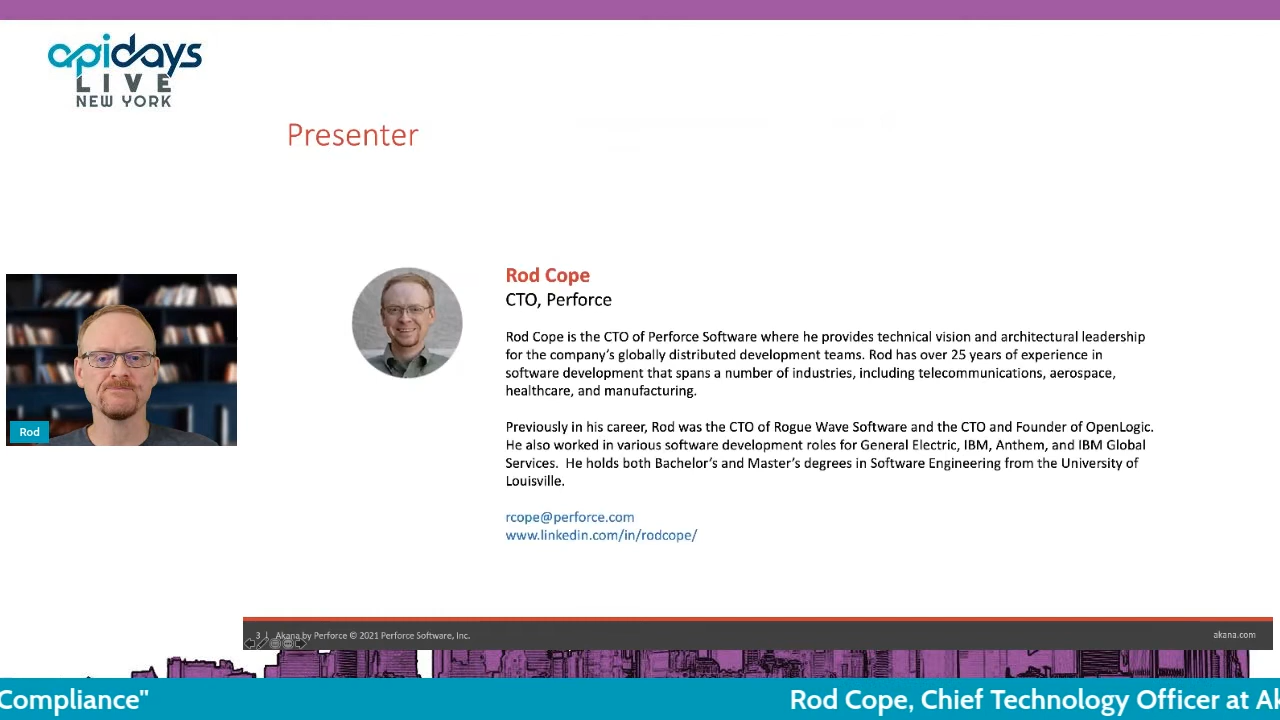 apidays
LIVE
NEW YORK
Presenter
Rod Cope
CTO, Perforce
Rod Cope is the CTO of Perforce Software where he provides technical vision and architectural leadership
for the company's globally distributed development teams. Rod has over 25 years of experience in
software development that spans a number of industries, including telecommunications, aerospace,
healthcare, and manufacturing.
Previously in his career, Rod was the CTO of Rogue Wave Software and the CTO and Founder of OpenLogic.
He also worked in various software development roles for General Electric, IBM, Anthem, and IBM Global
Services. He holds both Bachelor's and Master's degrees in Software Engineering from the University of
Louisville.
rcope@perforce.com
www.linkedin.com/in/rodcope/
Rod
3 | Akana by Perforce © 2021 Perforce Software, Inc.
akana.com
Compliance" Rod Cope, Chief Technology Officer at Ak